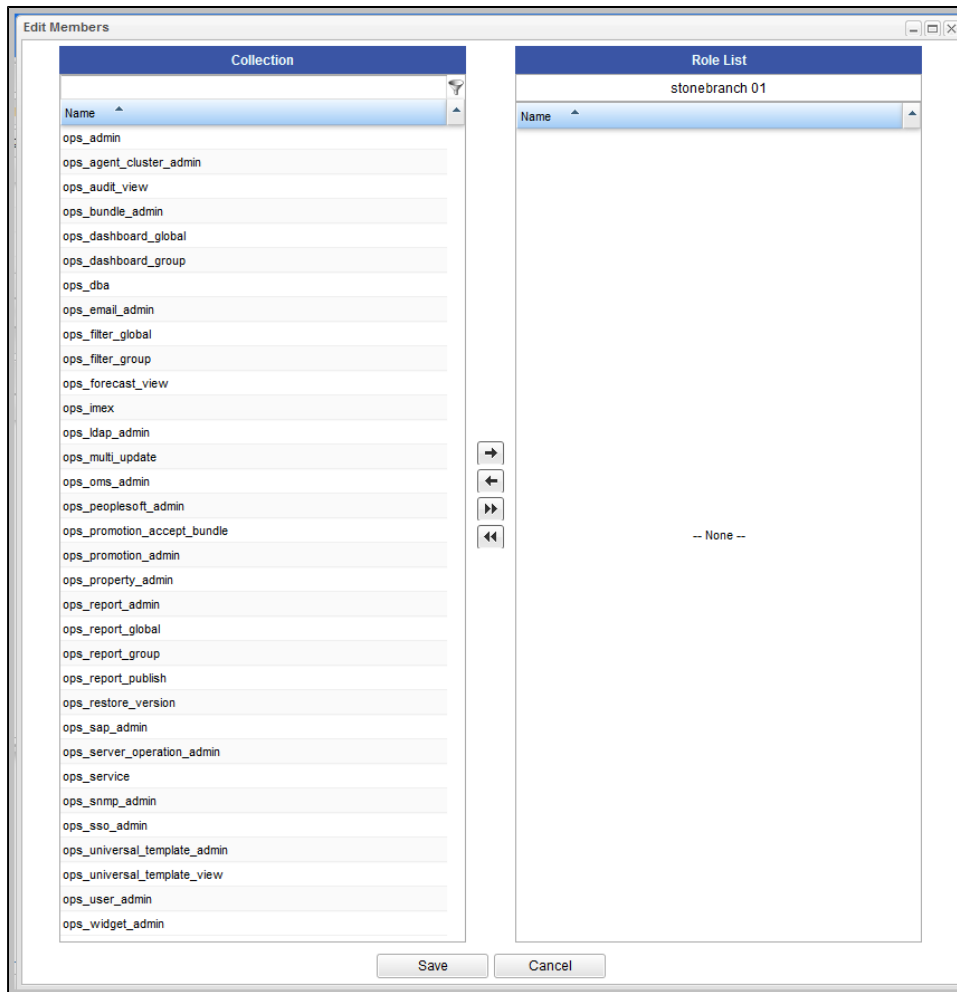 Edit Members
Collection
Role List
stonebranch 01
Name
Name
ops_admin
ops_agent_cluster_admin
ops_audit_view
ops_bundle_admin
ops_dashboard_global
ops_dashboard_group
ops_dba
ops_email_admin
ops_filter_global
ops_filter_group
ops_forecast_view
ops_imex
ops_ldap_admin
ops_multi_update
ops_oms_admin
ops_peoplesoft_admin
ops_promotion_accept_bundle
ops_promotion_admin
ops_property_admin
ops_report_admin
ops_report_global
ops_report_group
ops_report_publish
ops_restore_version
ops_sap_admin
ops_server_operation_admin
ops_service
ops_snmp_admin
ops_sso_admin
ops_universal_template_admin
ops_universal_template_view
ops_user_admin
ops_widget_admin
-- None --
Save
Cancel